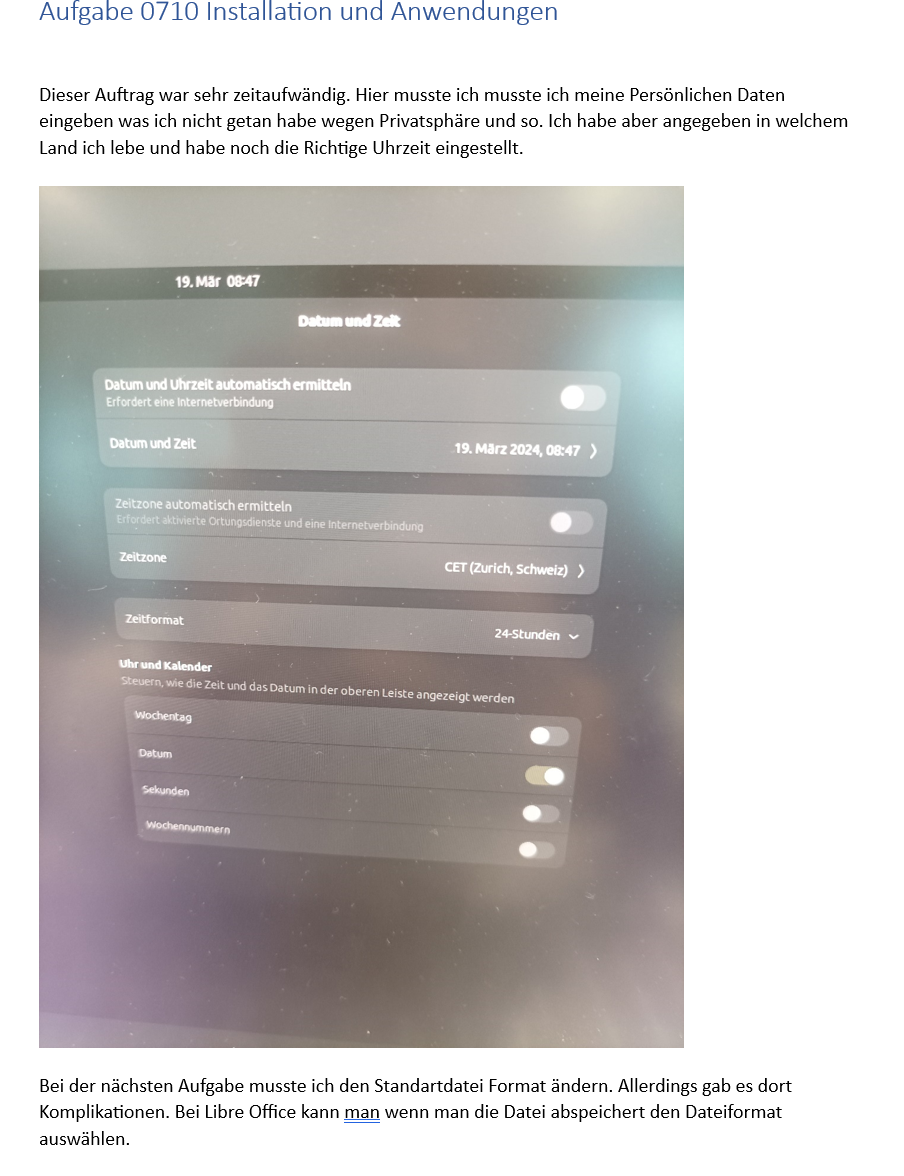 Aufgabe 0710 Installation und Anwendungen
Dieser Auftrag war sehr zeitaufwändig. Hier musste ich musste ich meine Persönlichen Daten
eingeben was ich nicht getan habe wegen Privatsphäre und so. Ich habe aber angegeben in welchem
Land ich lebe und habe noch die Richtige Uhrzeit eingestellt.
19. Mär 08:47
Datum und Zeit
Datum und Uhrzeit automatisch ermitteln
Erfordert eine Internetverbindung
Datum und Zeit 19. März 2024, 08:47
Zeitzone automatisch ermitteln
Erfordert aktivierte Ortungsdienste und eine Internetverbindung
Zeitzone CET (Zurich, Schweiz)
Zeitformat 24-Stunden
Uhr und Kalender
Steuern, wie die Zeit und das Datum in der oberen Leiste angezeigt werden
Wochentag
Datum
Sekunden
Wochennummern
Bei der nächsten Aufgabe musste ich den Standartdatei Format ändern. Allerdings gab es dort
Komplikationen. Bei Libre Office kann man wenn man die Datei abspeichert den Dateiformat
auswählen.